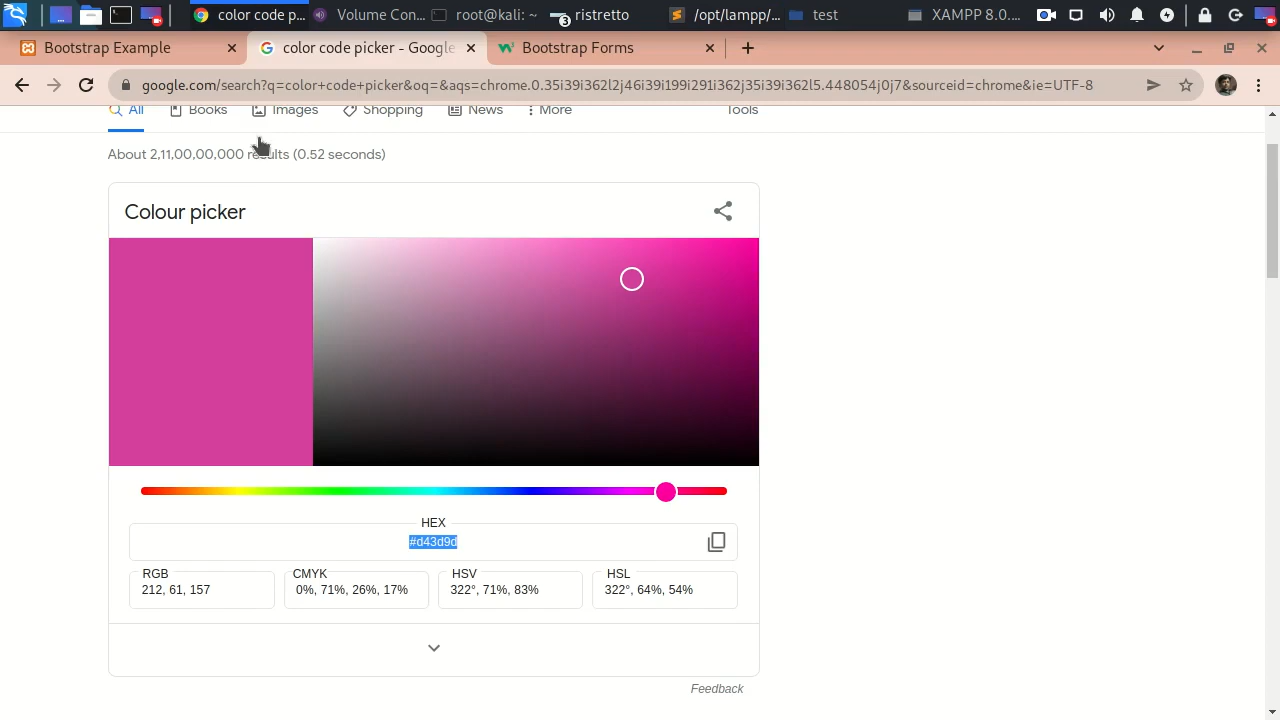 color code p...
Volume Con...
root@kali: ~
3 ristretto
/opt/lampp/...
test
XAMPP 8.0....
Bootstrap Example
color code picker - Google
Bootstrap Forms
google.com/search?q=color+code+picker&oq=&aqs=chrome.0.35i39i362l2j46i39i199i291i362j35i39i362l5.448054j0j7&sourceid=chrome&ie=UTF-8
All
Books
Images
Shopping
News
More
Tools
About 2,11,00,00,000 results (0.52 seconds)
Colour picker
HEX
#d43d9d
RGB
212, 61, 157
CMYK
0%, 71%, 26%, 17%
HSV
322°, 71%, 83%
HSL
322°, 64%, 54%
Feedback